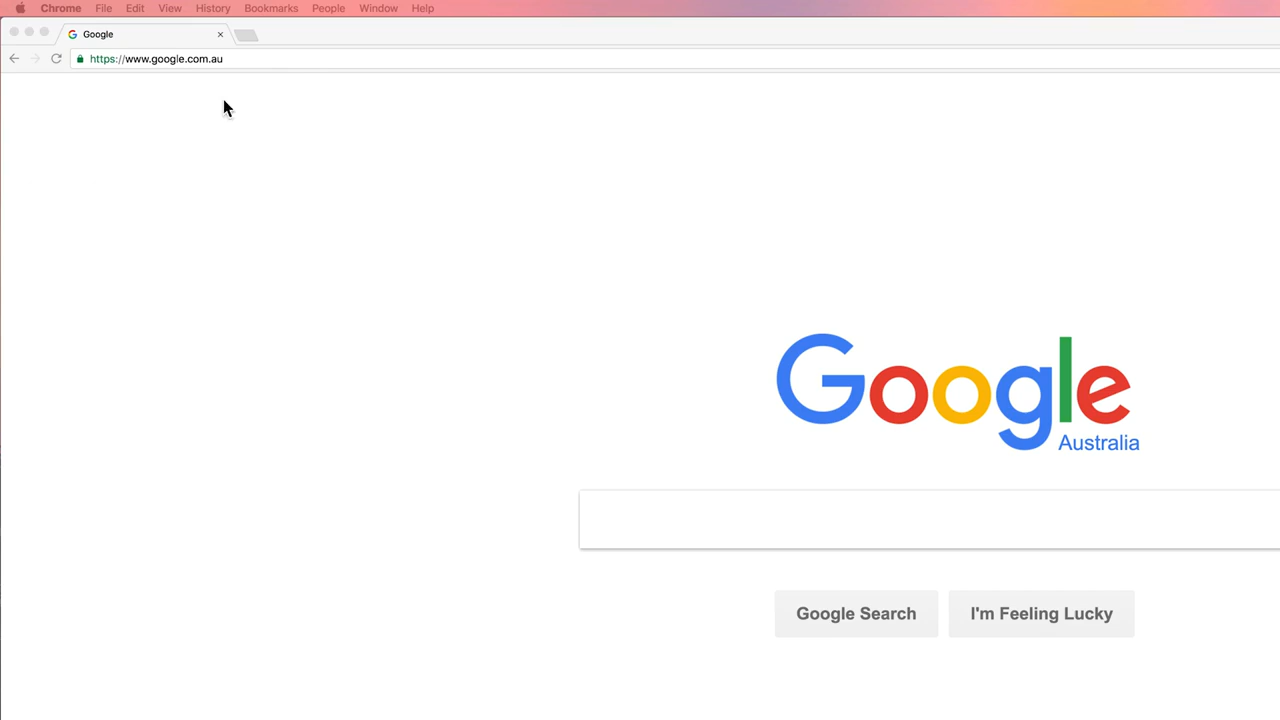 Chrome File Edit View History Bookmarks People Window Help
Google
https://www.google.com.au
Google
Australia
Google Search I'm Feeling Lucky